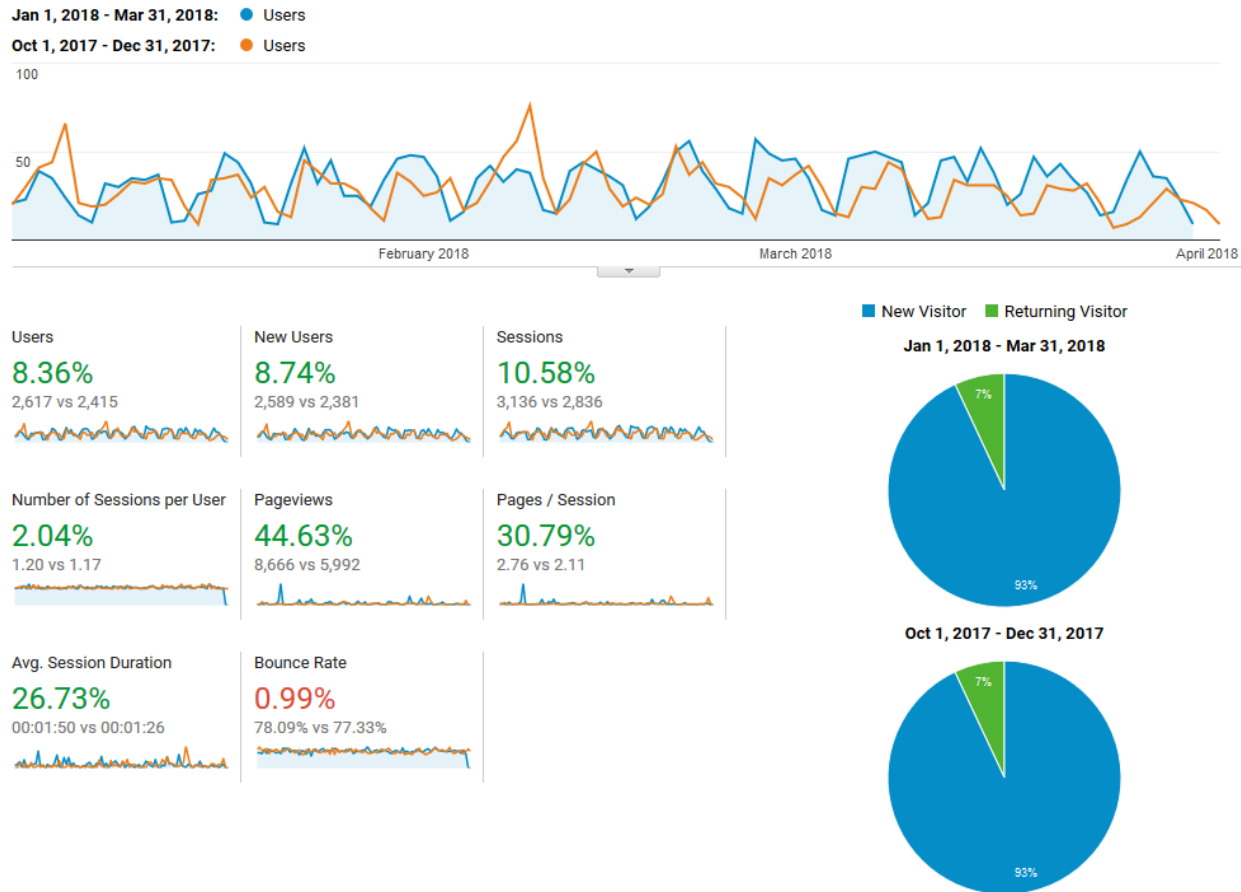 Jan 1, 2018 - Mar 31, 2018: Users
Oct 1, 2017 - Dec 31, 2017: Users
100
50
February 2018 March 2018 April 2018
New Visitor Returning Visitor
Users
8.36%
2,617 vs 2,415
New Users
8.74%
2,589 vs 2,381
Sessions
10.58%
3,136 vs 2,836
Number of Sessions per User
2.04%
1.20 vs 1.17
Pageviews
44.63%
8,666 vs 5,992
Pages / Session
30.79%
2.76 vs 2.11
Avg. Session Duration
26.73%
00:01:50 vs 00:01:26
Bounce Rate
0.99%
78.09% vs 77.33%
Jan 1, 2018 - Mar 31, 2018
7%
93%
Oct 1, 2017 - Dec 31, 2017
7%
93%